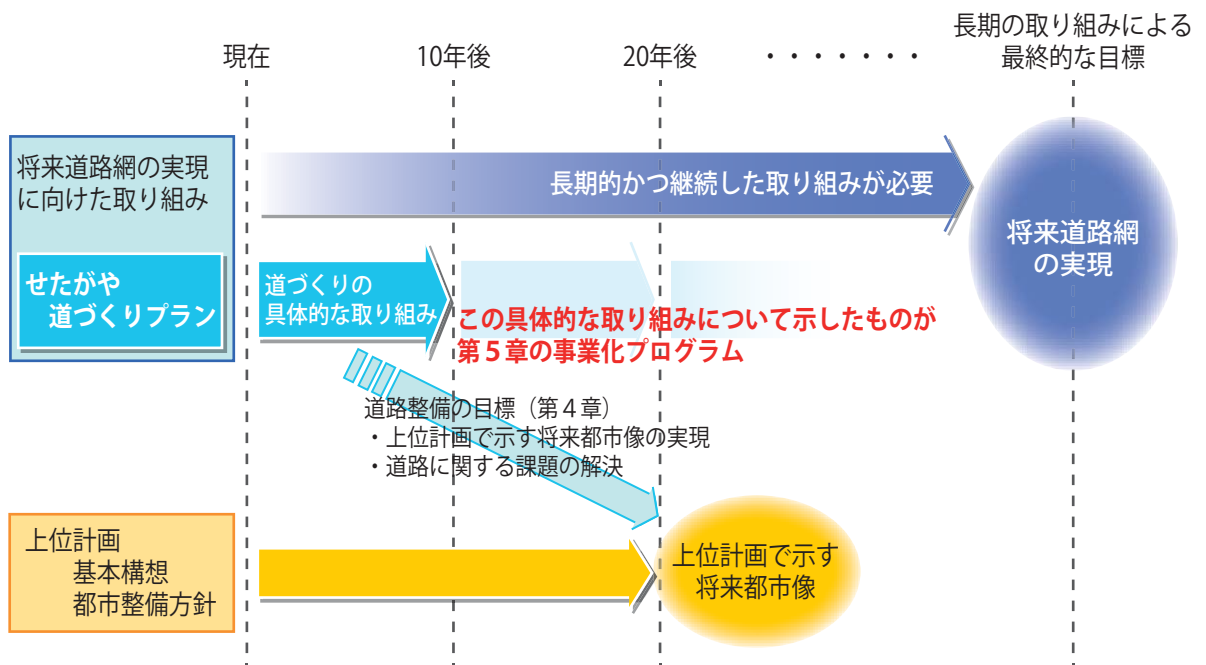 長期の取り組みによる
最終的な目標
現在
10年後
20年後
・・・・・・・
将来道路網の実現
に向けた取り組み
長期的かつ継続した取り組みが必要
将来道路網
の実現
せたがや
道づくりプラン
道づくりの
具体的な取り組み
この具体的な取り組みについて示したものが
第５章の事業化プログラム
道路整備の目標（第４章）
・上位計画で示す将来都市像の実現
・道路に関する課題の解決
上位計画
基本構想
都市整備方針
上位計画で示す
将来都市像